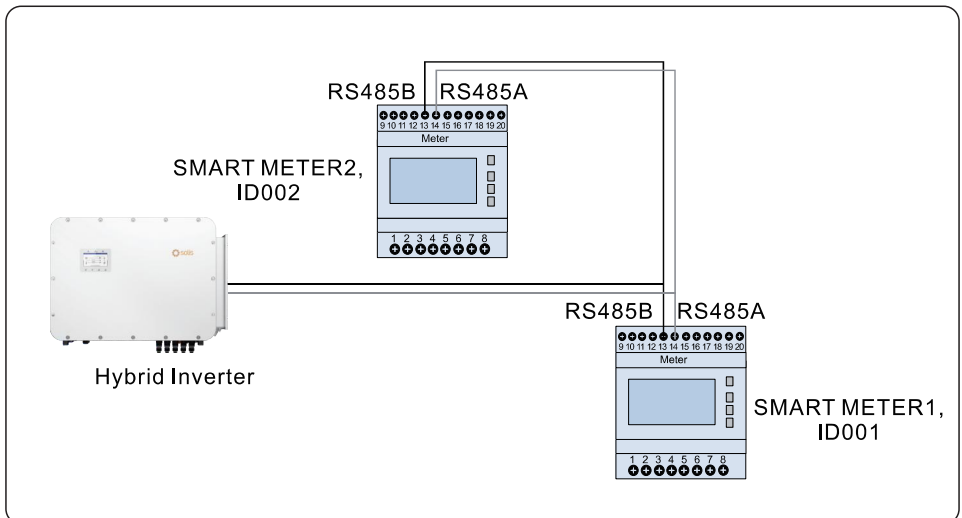 RS485B RS485A
9 10 11 12 13 14 15 16 17 18 19 20
Meter
SMART METER2,
ID002
1 2 3 4 5 6 7 8
solis
Hybrid Inverter
RS485B RS485A
9 10 11 12 13 14 15 16 17 18 19 20
Meter
SMART METER1,
ID001
1 2 3 4 5 6 7 8